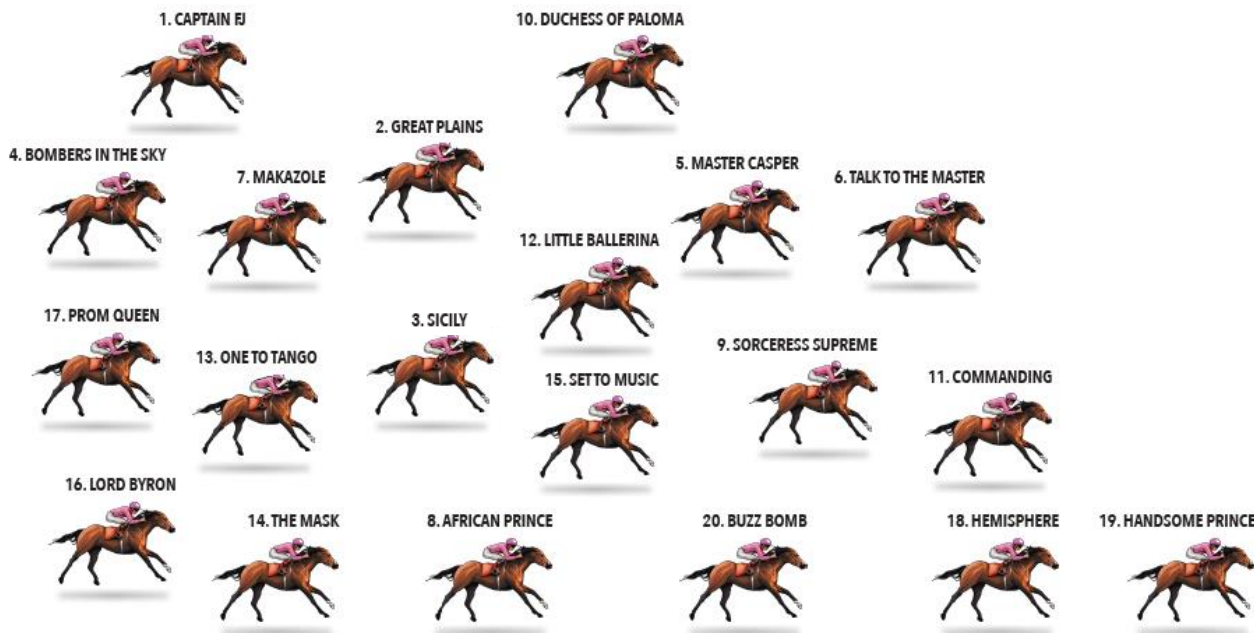 1. CAPTAIN FJ
10. DUCHESS OF PALOMA
2. GREAT PLAINS
4. BOMBERS IN THE SKY
7. MAKAZOLE
5. MASTER CASPER
6. TALK TO THE MASTER
12. LITTLE BALLERINA
17. PROM QUEEN
3. SICILY
13. ONE TO TANGO
9. SORCERESS SUPREME
15. SET TO MUSIC
11. COMMANDING
16. LORD BYRON
14. THE MASK
8. AFRICAN PRINCE
20. BUZZ BOMB
18. HEMISPHERE
19. HANDSOME PRINCE